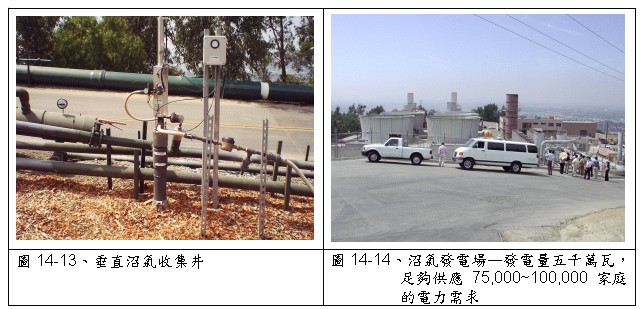 圖 14-13、垂直沼氣收集井
圖 14-14、沼氣發電場—發電量五千萬瓦，
足夠供應 75,000~100,000 家庭
的電力需求